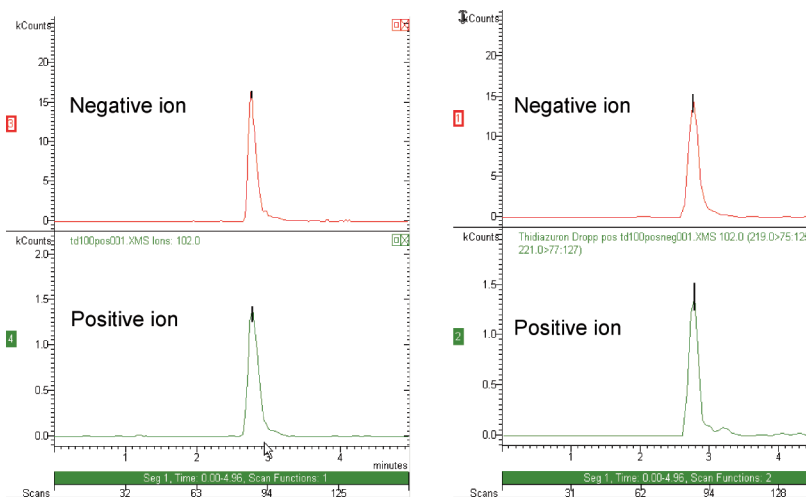 kCounts
20
15
10
5
0
3
Negative ion
kCounts
td100pos001.XMS Ions: 102.0
2.0
1.5
1.0
0.5
0.0
4
Positive ion
1 2 3 4
minutes
Seg 1, Time: 0.00-4.96, Scan Functions: 1
Scans 32 63 94 125
kCounts
20
15
10
5
0
1
Negative ion
kCounts
Thidiazuron Dropp pos td100posneg001.XMS 102.0 (219.0>75:129
221.0>77:127)
1.5
1.0
0.5
0.0
2
Positive ion
1 2 3 4
Seg 1, Time: 0.00-4.96, Scan Functions: 2
Scans 31 62 94 128